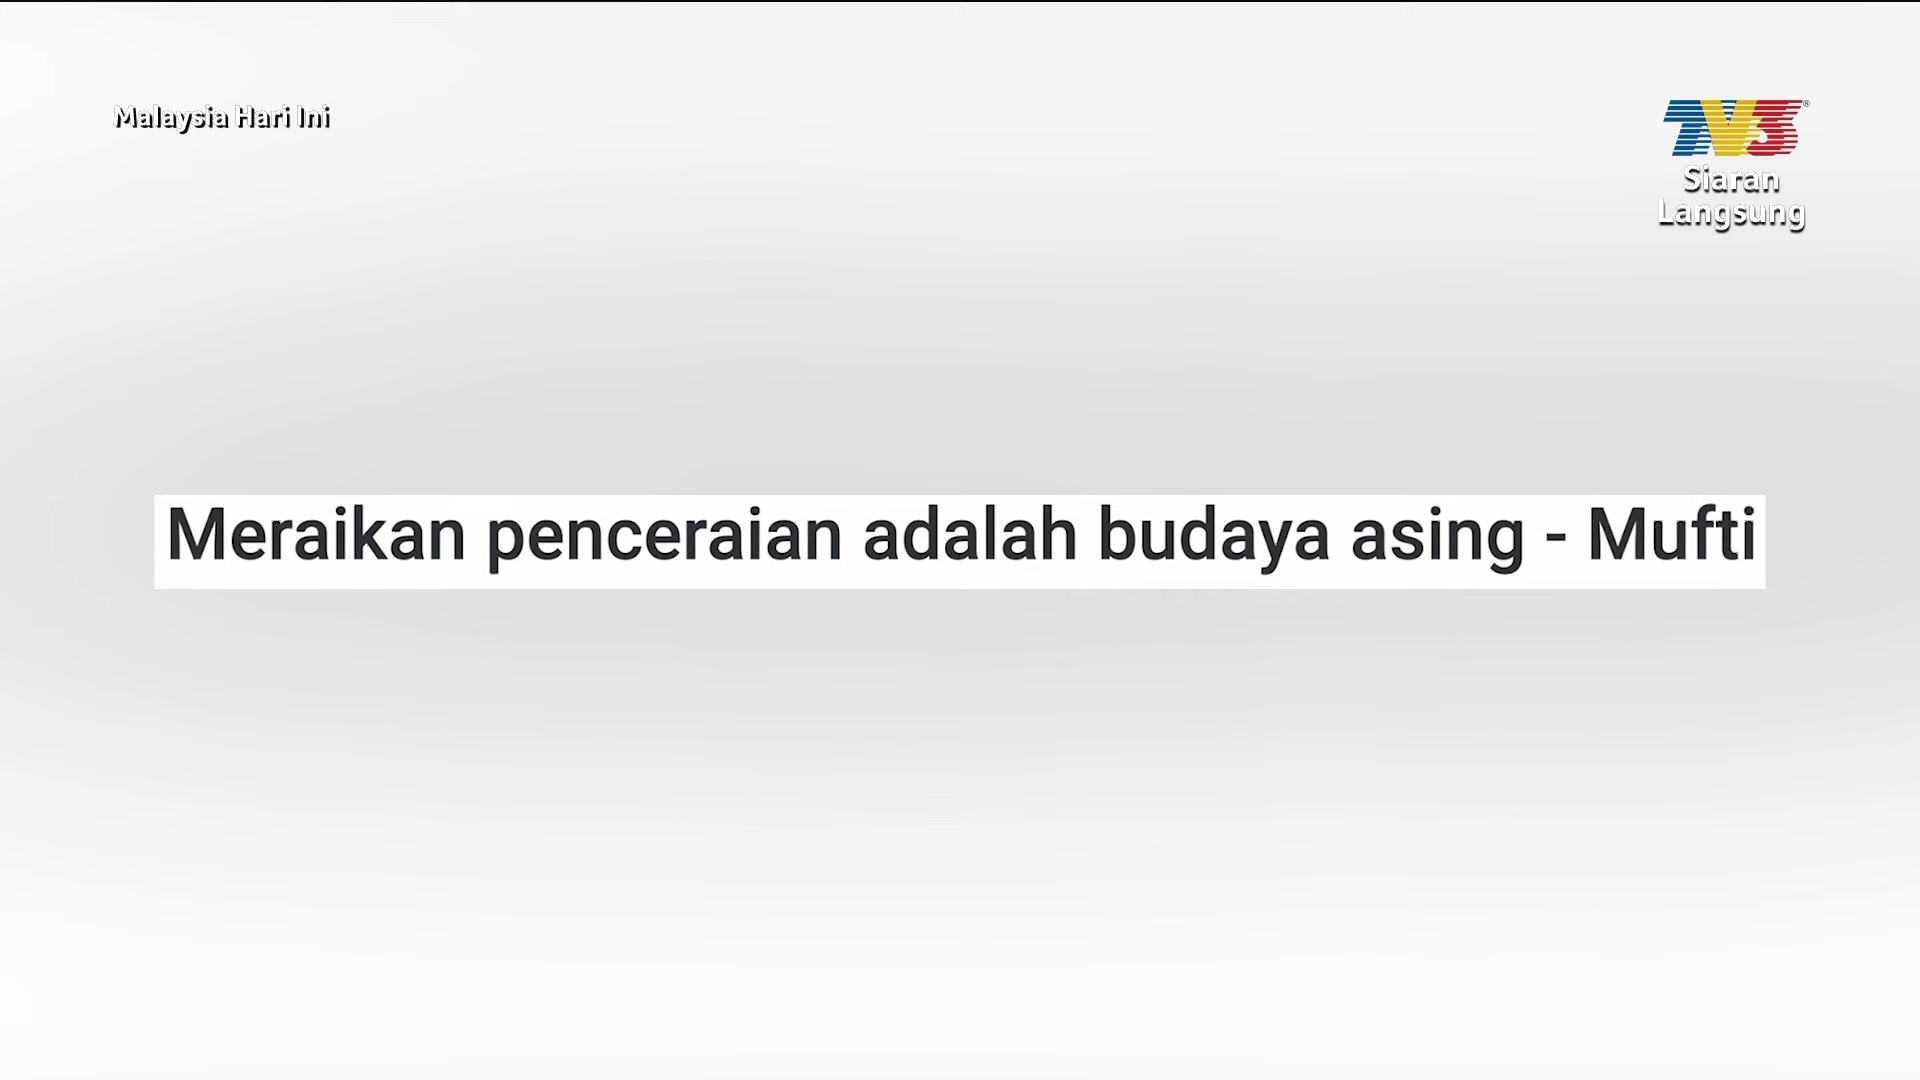 Malaysia Hari Ini
TV3®
Siaran
Langsung
Meraikan penceraian adalah budaya asing - Mufti